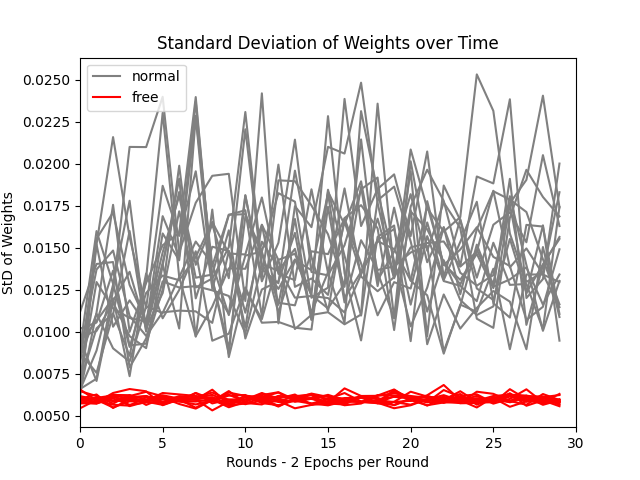 Standard Deviation of Weights over Time
StD of Weights
0.0250
0.0225
0.0200
0.0175
0.0150
0.0125
0.0100
0.0075
0.0050
normal
free
0 5 10 15 20 25 30
Rounds - 2 Epochs per Round